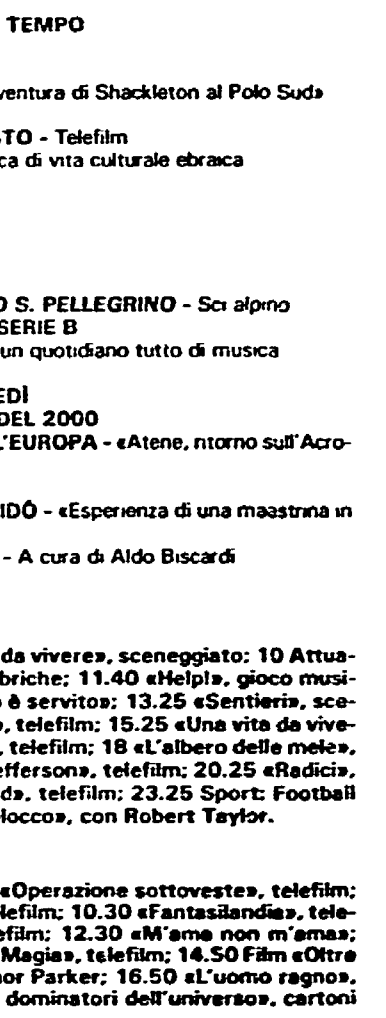 TEMPO
ventura di Shackleton al Polo Sud»
STO - Telefilm
ca di vita culturale ebraica
O S. PELLEGRINO - Sci alpino
SERIE B
un quotidiano tutto di musica
EDÌ
DEL 2000
L'EUROPA - «Atene, ritorno sull'Acro-
IDÒ - «Esperienza di una maestrina in
- A cura di Aldo Biscardi
da vivere», sceneggiato; 10 Attua-
briche; 11.40 «Help!», gioco musi-
o è servito»; 13.25 «Sentieri», sce-
», telefilm; 15.25 «Una vita da vive-
, telefilm; 18 «L'albero delle mele»,
efferson», telefilm; 20.25 «Radici»,
d», telefilm; 23.25 Sport: Football
locco», con Robert Taylor.
«Operazione sottoveste», telefilm;
lefilm; 10.30 «Fantasilandia», tele-
efilm; 12.30 «M'ama non m'ama»;
Magia», telefilm; 14.50 Film «Oltre
nor Parker; 16.50 «L'uomo ragno»,
dominatori dell'universo», cartoni